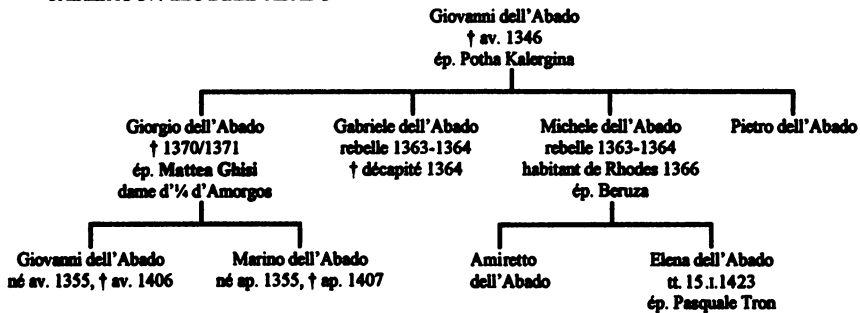 Giovanni dell'Abado
† av. 1346
ép. Potha Kalergina
Giorgio dell'Abado
† 1370/1371
ép. Mattea Ghisi
dame d'¼ d'Amorgos
Gabriele dell'Abado
rebelle 1363-1364
† décapité 1364
Michele dell'Abado
rebelle 1363-1364
habitant de Rhodes 1366
ép. Beruza
Pietro dell'Abado
Giovanni dell'Abado
né av. 1355, † av. 1406
Marino dell'Abado
né ap. 1355, † ap. 1407
Amiretto
dell'Abado
Elena dell'Abado
tt. 15.I.1423
ép. Pasquale Tron